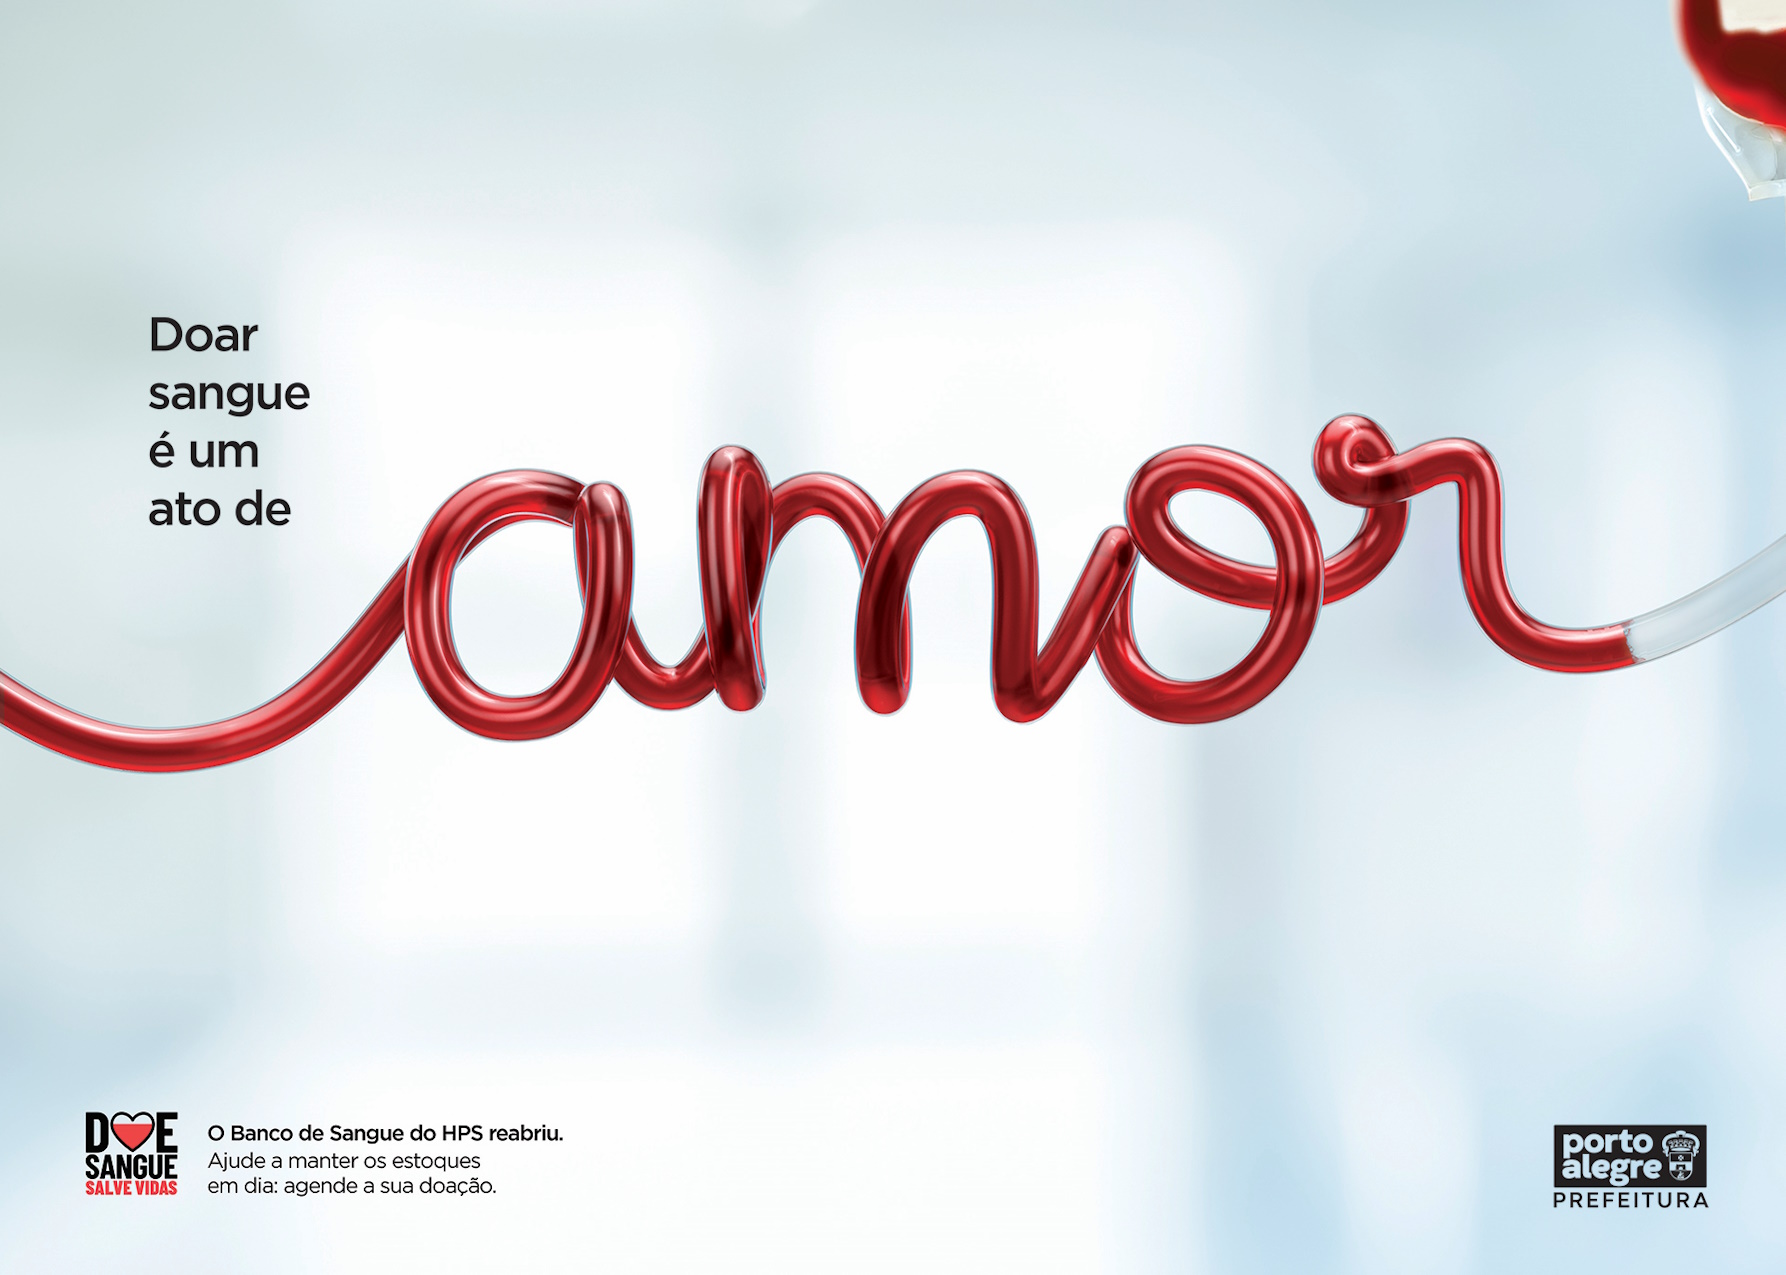 Doar
sangue
é um
ato de
amor
DOE
SANGUE
SALVE VIDAS
O Banco de Sangue do HPS reabriu.
Ajude a manter os estoques
em dia: agende a sua doação.
porto
alegre
PREFEITURA